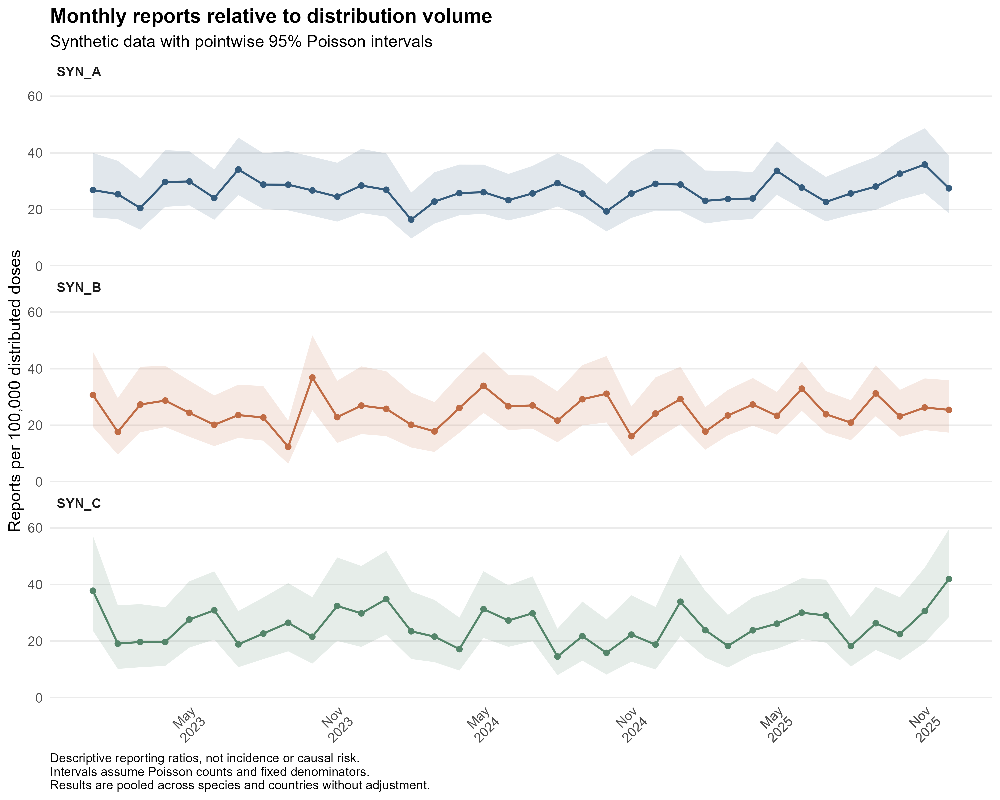 Monthly reports relative to distribution volume
Synthetic data with pointwise 95% Poisson intervals
Reports per 100,000 distributed doses
SYN_A
60
40
20
0
SYN_B
60
40
20
0
SYN_C
60
40
20
0
May
2023
Nov
2023
May
2024
Nov
2024
May
2025
Nov
2025
Descriptive reporting ratios, not incidence or causal risk.
Intervals assume Poisson counts and fixed denominators.
Results are pooled across species and countries without adjustment.